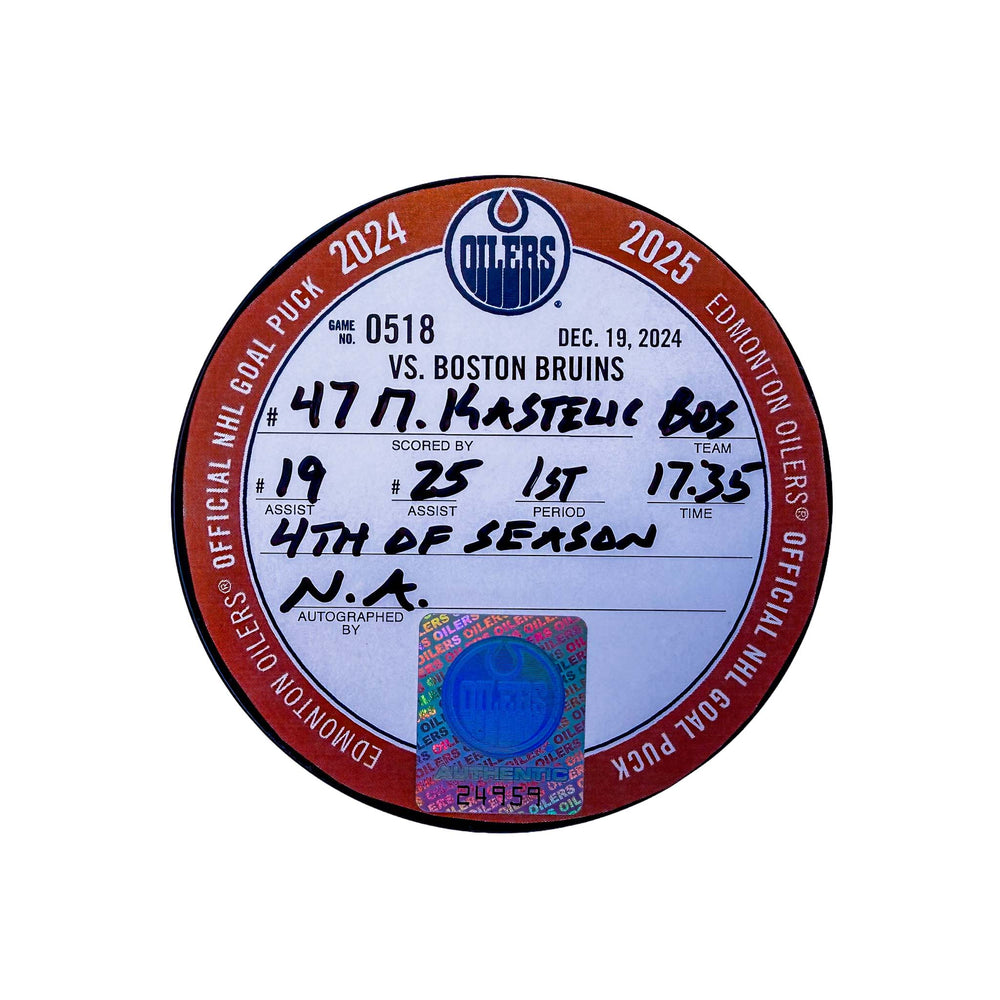 OFFICIAL NHL GOAL PUCK 2024
2025 EDMONTON OILERS® OFFICIAL NHL GOAL PUCK
EDMONTON OILERS®
OILERS
GAME NO. 0518
DEC. 19, 2024
VS. BOSTON BRUINS
# 47 M. KASTELIC BOS
SCORED BY TEAM
# 19 # 25 1ST 17.35
ASSIST ASSIST PERIOD TIME
4TH OF SEASON
N.A.
AUTOGRAPHED
BY
OILERS
AUTHENTIC
24959